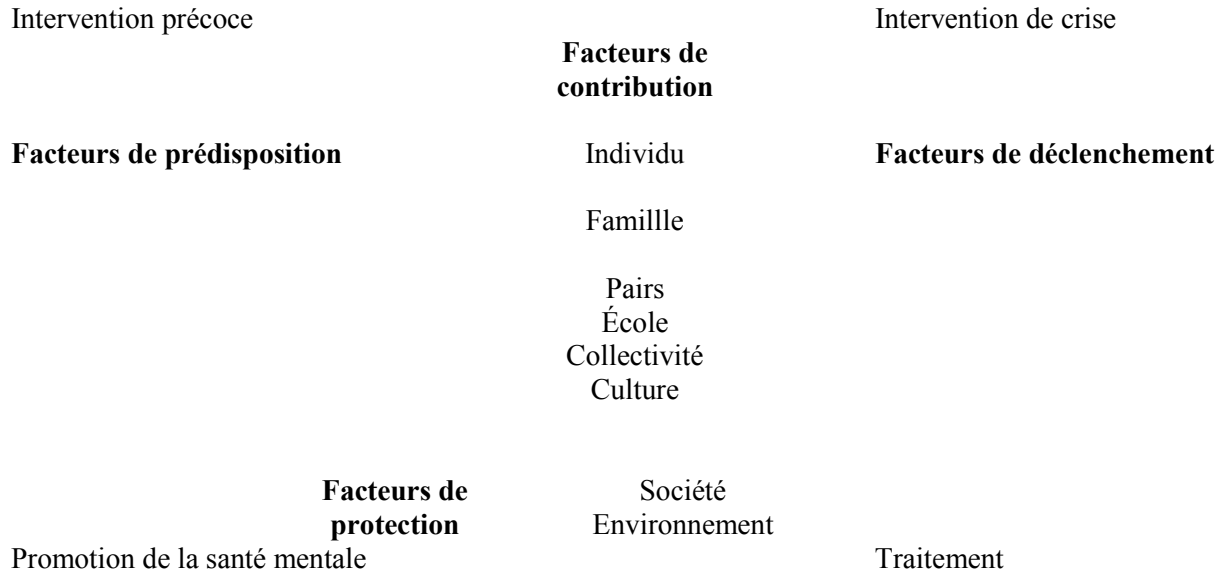 Intervention précoce Intervention de crise
Facteurs de
contribution
Facteurs de prédisposition Individu Facteurs de déclenchement
Famillle
Pairs
École
Collectivité
Culture
Facteurs de Société
protection Environnement
Promotion de la santé mentale Traitement